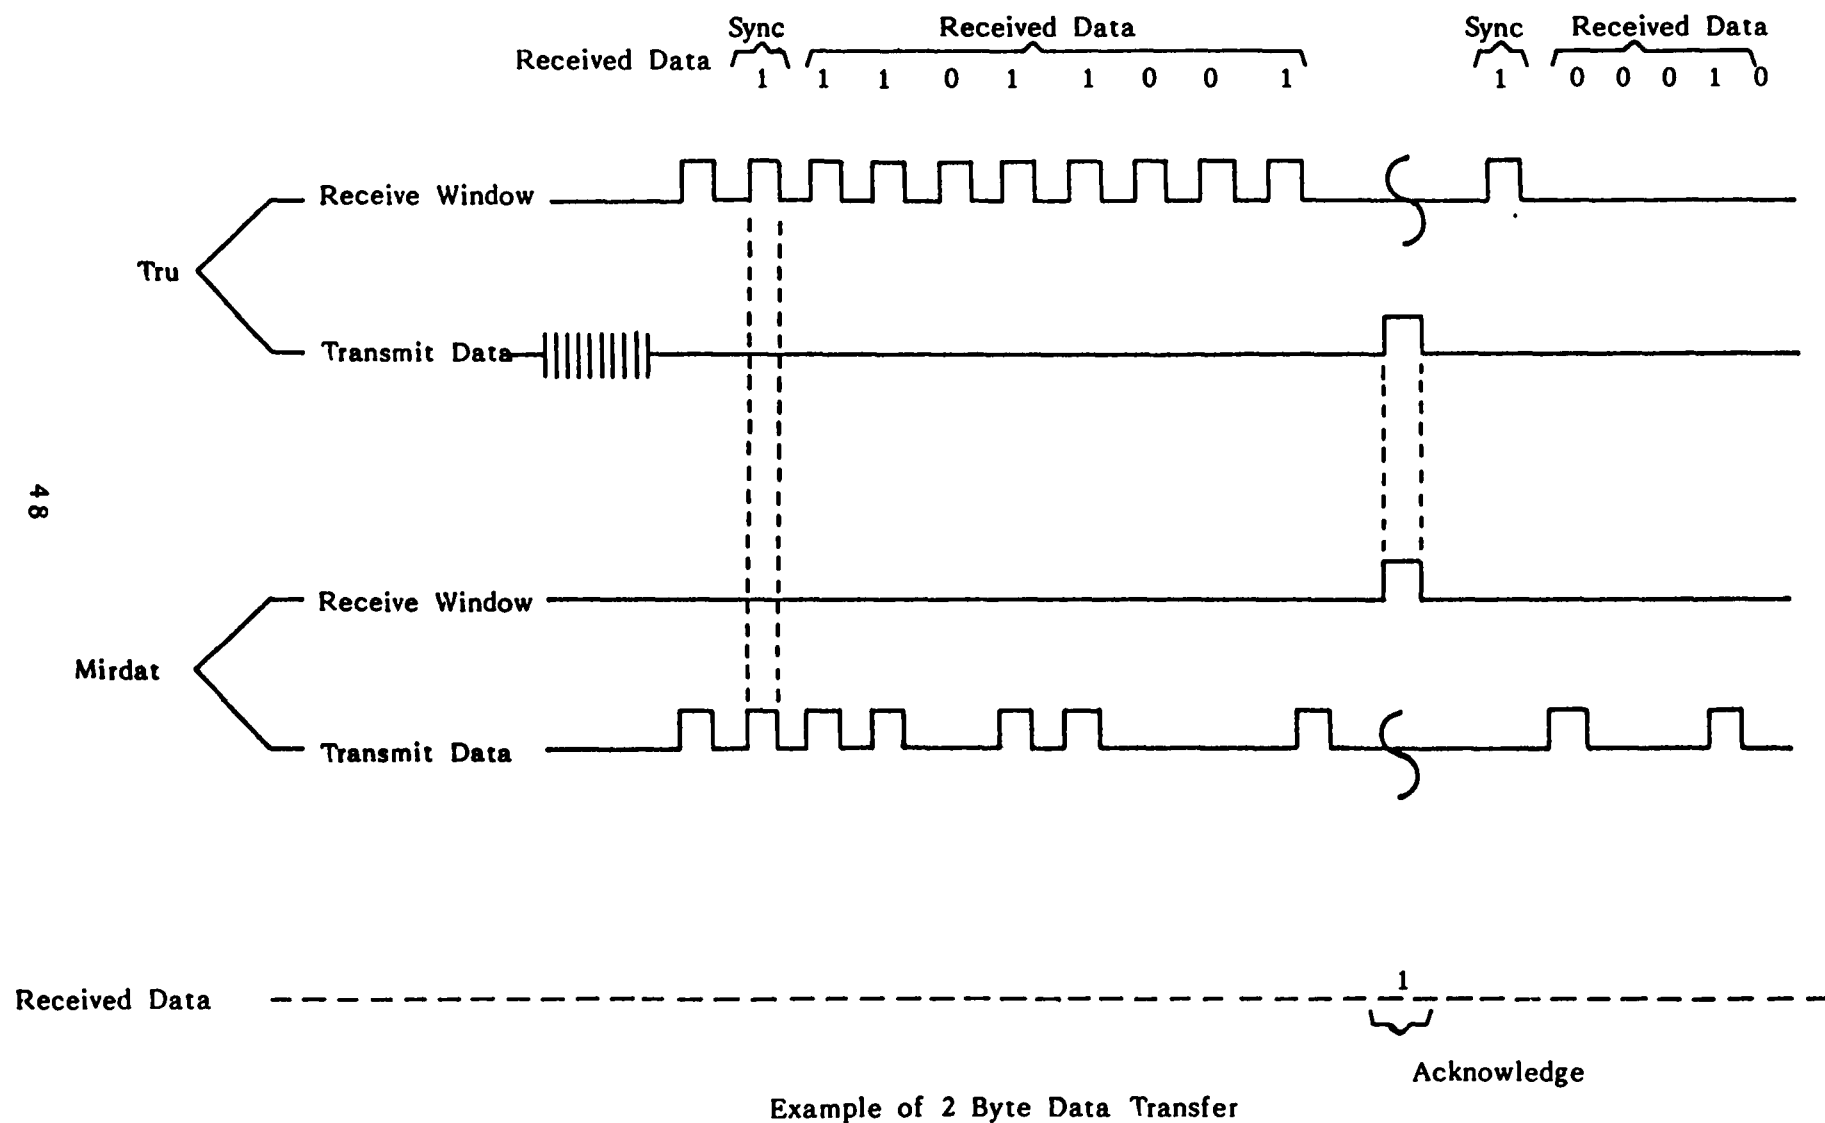 Sync Received Data Sync Received Data
Received Data 1 1 1 0 1 1 0 0 1 1 0 0 0 1 0
Receive Window
Tru
Transmit Data
48
Receive Window
Mirdat
Transmit Data
1
Received Data
Acknowledge
Example of 2 Byte Data Transfer